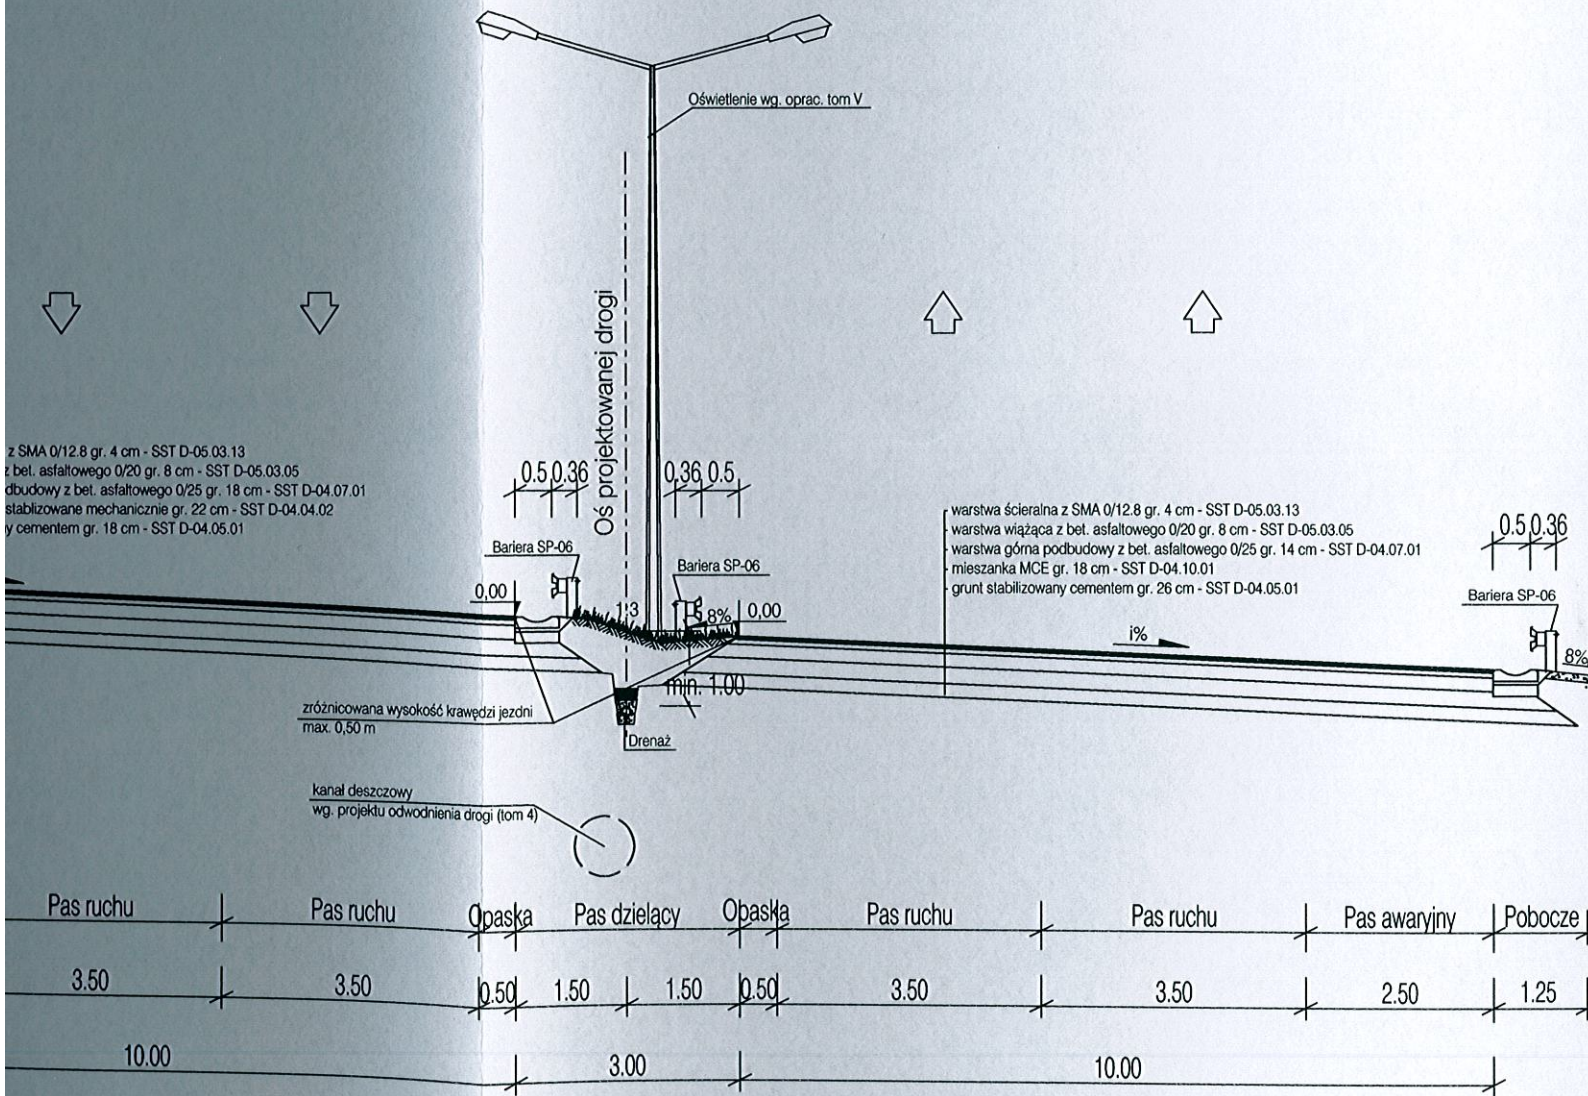 Oświetlenie wg. oprac. tom V
Oś projektowanej drogi
z SMA 0/12.8 gr. 4 cm - SST D-05.03.13
z bet. asfaltowego 0/20 gr. 8 cm - SST D-05.03.05
dbudowy z bet. asfaltowego 0/25 gr. 18 cm - SST D-04.07.01
stablizowane mechanicznie gr. 22 cm - SST D-04.04.02
y cementem gr. 18 cm - SST D-04.05.01
0.5 0.36
0.36 0.5
warstwa ścieralna z SMA 0/12.8 gr. 4 cm - SST D-05.03.13
warstwa wiążąca z bet. asfaltowego 0/20 gr. 8 cm - SST D-05.03.05
warstwa górna podbudowy z bet. asfaltowego 0/25 gr. 14 cm - SST D-04.07.01
mieszanka MCE gr. 18 cm - SST D-04.10.01
grunt stabilizowany cementem gr. 26 cm - SST D-04.05.01
0.5 0.36
Bariera SP-06
Bariera SP-06
Bariera SP-06
0,00
1:3
8%
0,00
i%
8%
min. 1.00
zróżnicowana wysokość krawędzi jezdni
max. 0,50 m
Drenaż
kanał deszczowy
wg. projektu odwodnienia drogi (tom 4)
Pas ruchu Pas ruchu Opaska Pas dzielący Opaska Pas ruchu Pas ruchu Pas awaryjny Pobocze
3.50 3.50 0.50 1.50 1.50 0.50 3.50 3.50 2.50 1.25
10.00 3.00 10.00